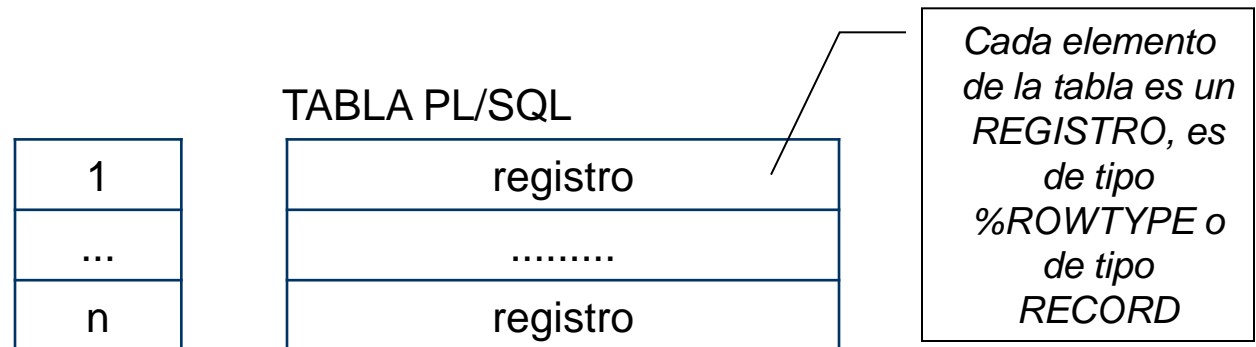 TABLA PL/SQL
1
registro
...
.........
n
registro
Cada elemento
de la tabla es un
REGISTRO, es
de tipo
%ROWTYPE o
de tipo
RECORD